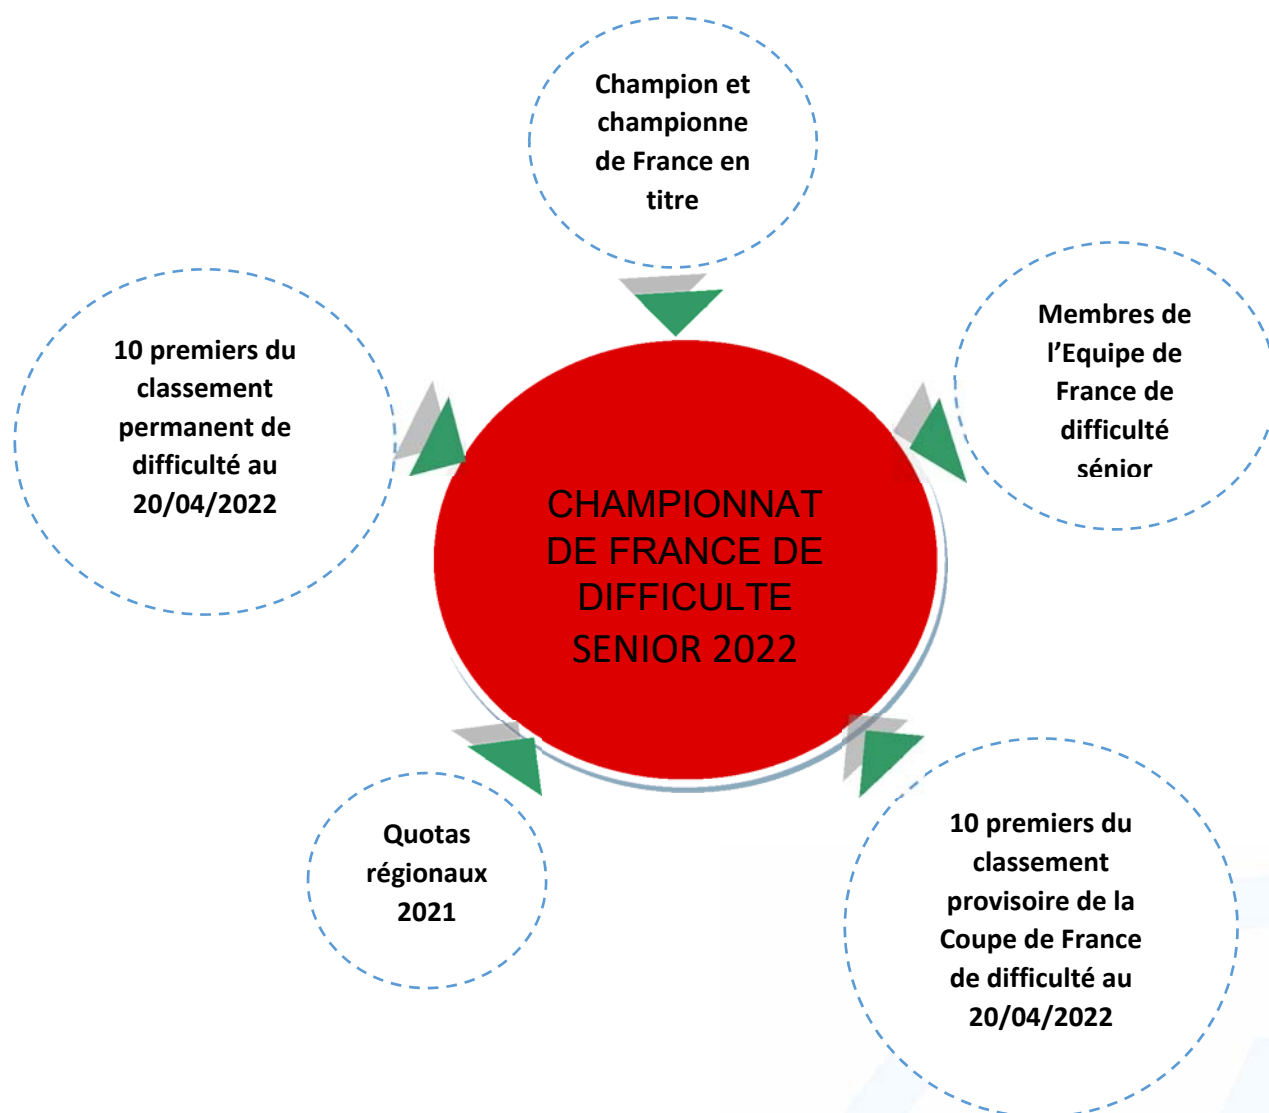 Champion et
championne
de France en
titre
10 premiers du
classement
permanent de
difficulté au
20/04/2022
Membres de
l’Equipe de
France de
difficulté
sénior
CHAMPIONNAT
DE FRANCE DE
DIFFICULTE
SENIOR 2022
Quotas
régionaux
2021
10 premiers du
classement
provisoire de la
Coupe de France
de difficulté au
20/04/2022